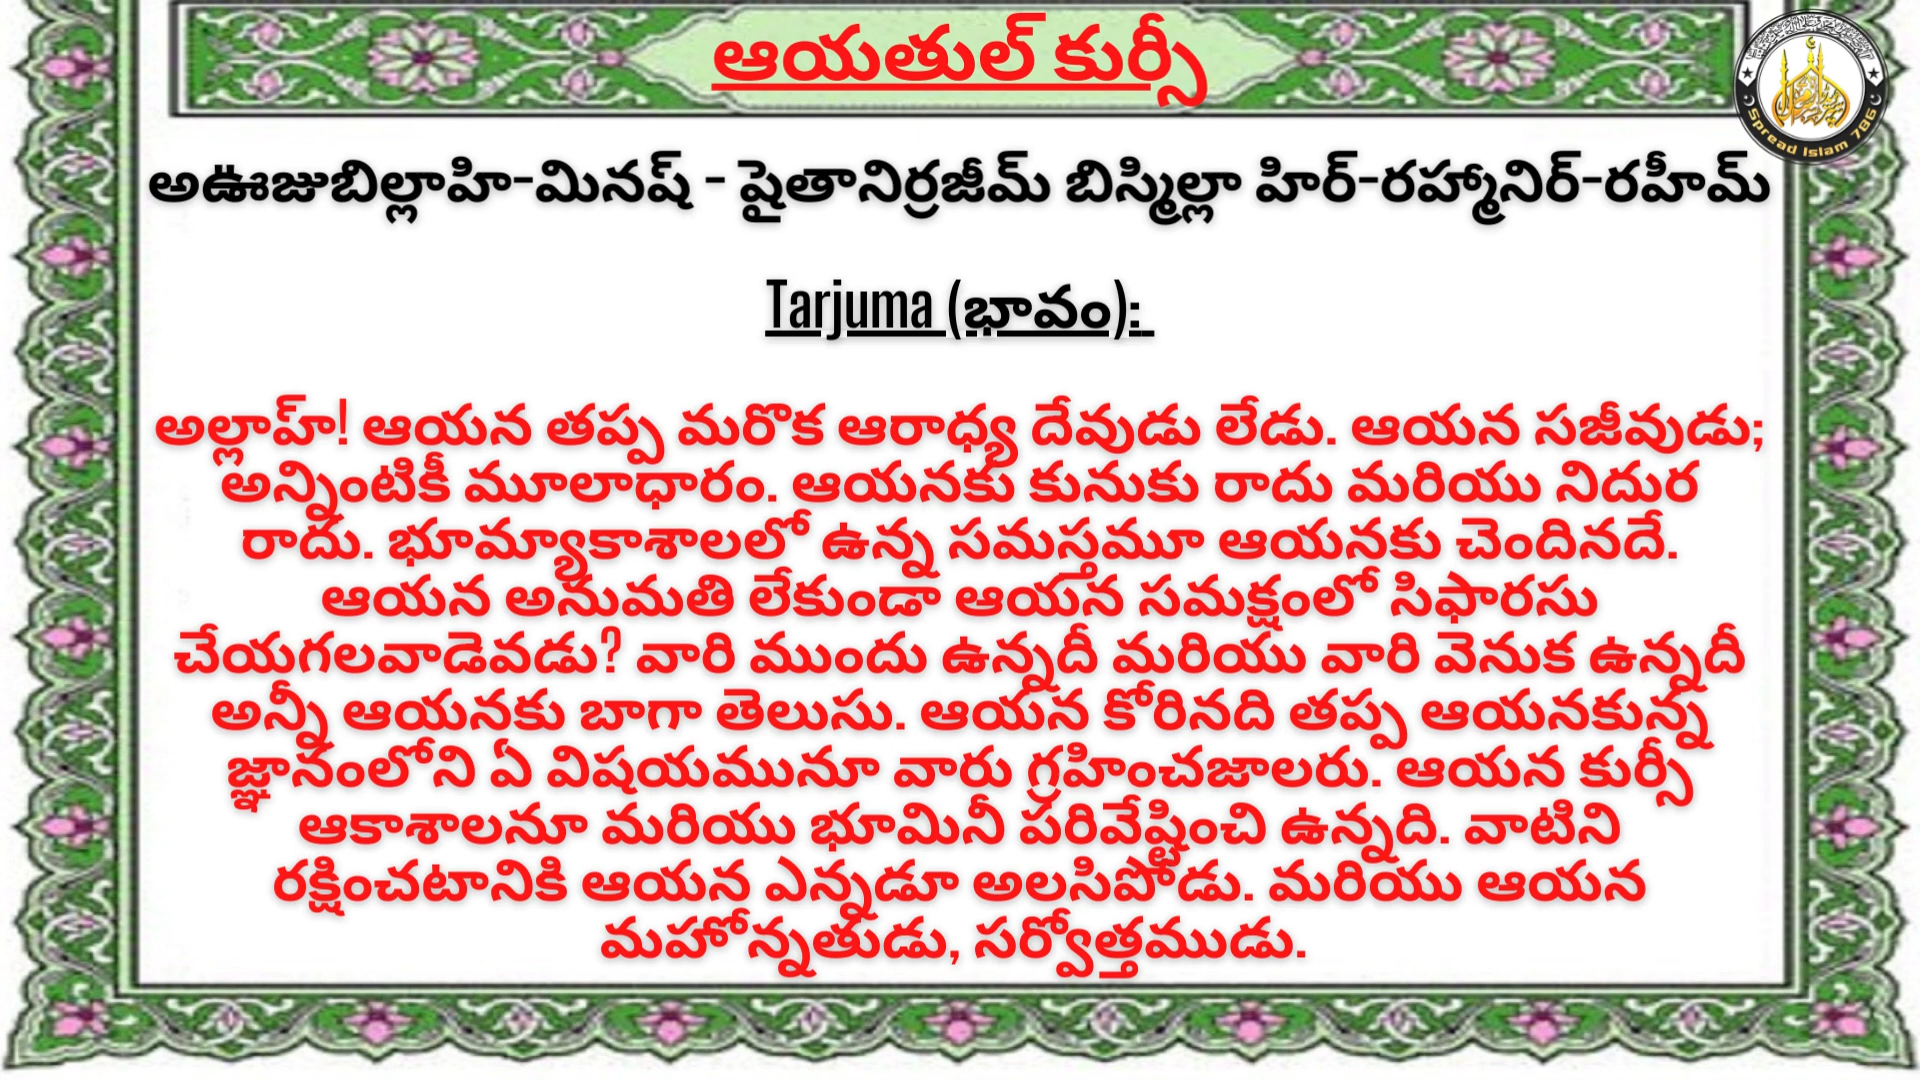 ఆయతుల్ కుర్సీ
Spread Islam 786
అఊజుబిల్లాహి-మినష్ - షైతానిర్రజీమ్ బిస్మిల్లా హిర్-రహ్మానిర్-రహీమ్
Tarjuma (భావం):
అల్లాహ్! ఆయన తప్ప మరొక ఆరాధ్య దేవుడు లేడు. ఆయన సజీవుడు;
అన్నింటికీ మూలాధారం. ఆయనకు కునుకు రాదు మరియు నిదుర
రాదు. భూమ్యాకాశాలలో ఉన్న సమస్తమూ ఆయనకు చెందినదే.
ఆయన అనుమతి లేకుండా ఆయన సమక్షంలో సిఫారసు
చేయగలవాడెవడు? వారి ముందు ఉన్నదీ మరియు వారి వెనుక ఉన్నదీ
అన్నీ ఆయనకు బాగా తెలుసు. ఆయన కోరినది తప్ప ఆయనకున్న
జ్ఞానంలోని ఏ విషయమునూ వారు గ్రహించజాలరు. ఆయన కుర్సీ
ఆకాశాలనూ మరియు భూమినీ పరివేష్టించి ఉన్నది. వాటిని
రక్షించటానికి ఆయన ఎన్నడూ అలసిపోడు. మరియు ఆయన
మహోన్నతుడు, సర్వోత్తముడు.